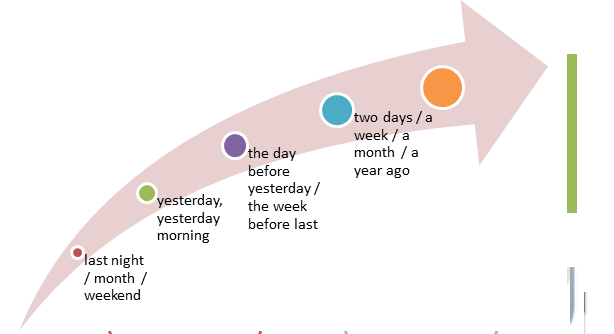 last night
/ month /
weekend
yesterday,
yesterday
morning
the day
before
yesterday /
the week
before last
two days / a
week / a
month / a
year ago